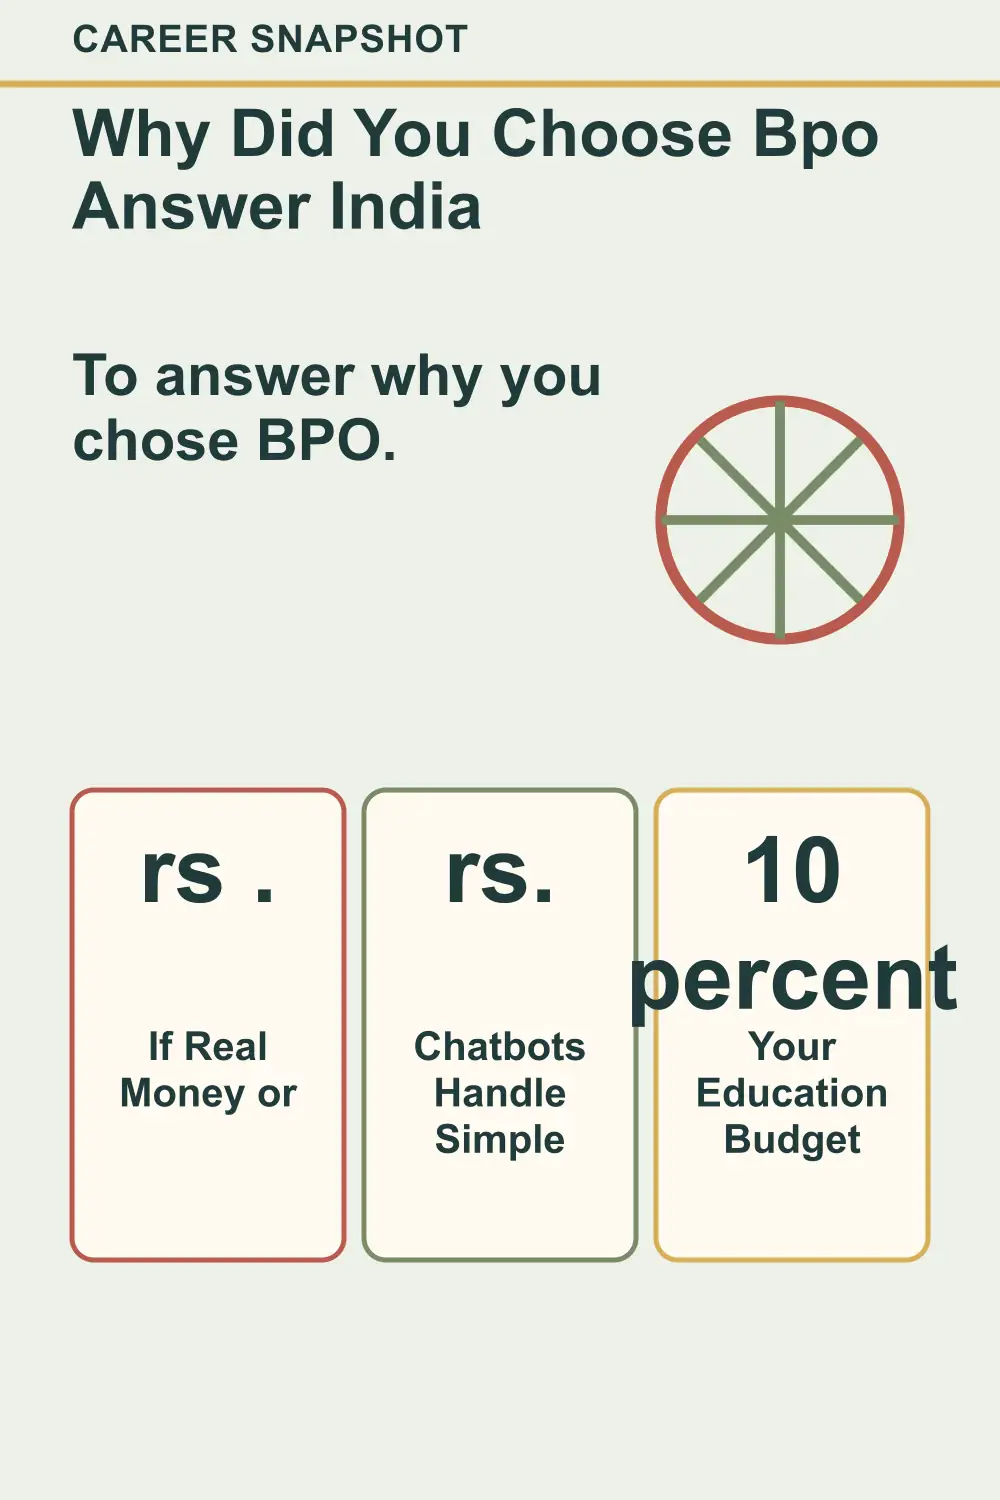 CAREER SNAPSHOT
Why Did You Choose Bpo
Answer India
To answer why you
chose BPO.
rs .
If Real
Money or
rs.
Chatbots
Handle
Simple
10
percent
Your
Education
Budget